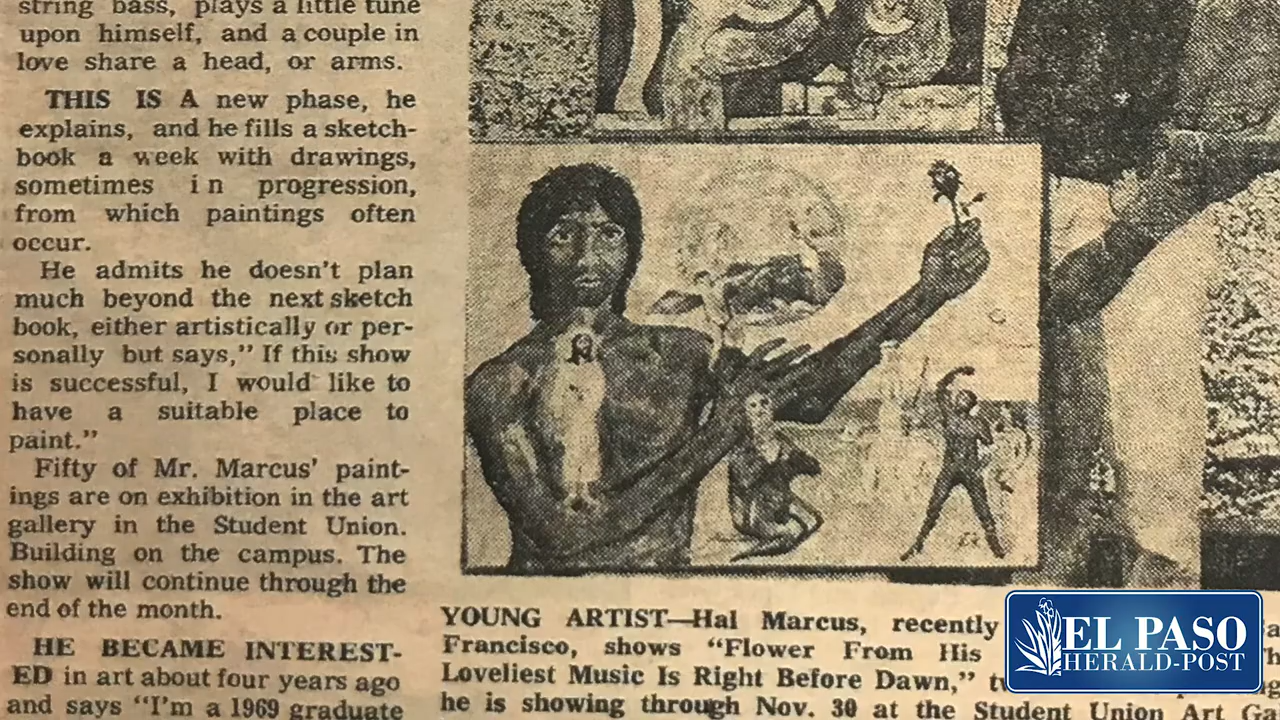 string bass, plays a little tune
upon himself, and a couple in
love share a head, or arms.
THIS IS A new phase, he
explains, and he fills a sketch-
book a week with drawings,
sometimes in progression,
from which paintings often
occur.
He admits he doesn't plan
much beyond the next sketch
book, either artistically or per-
sonally but says," If this show
is successful, I would like to
have a suitable place to
paint."
Fifty of Mr. Marcus' paint-
ings are on exhibition in the art
gallery in the Student Union.
Building on the campus. The
show will continue through the
end of the month.
HE BECAME INTEREST-
ED in art about four years ago
and says "I'm a 1969 graduate
YOUNG ARTIST—Hal Marcus, recently
Francisco, shows "Flower From His
Loveliest Music Is Right Before Dawn,"
he is showing through Nov. 30 at the Student Union Art
EL PASO
HERALD-POST